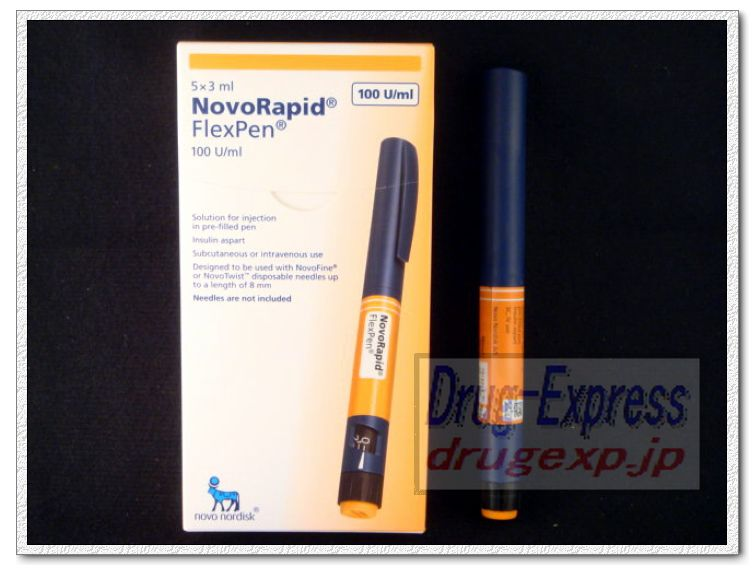 5×3 ml
NovoRapid®
FlexPen®
100 U/ml
100 U/ml
Solution for injection
in pre-filled pen
Insulin aspart
Subcutaneous or intravenous use
Designed to be used with NovoFine®
or NovoTwist™ disposable needles up
to a length of 8 mm
Needles are not included
NovoRapid®
FlexPen®
novo nordisk®
Drug-Express
drugexp.jp